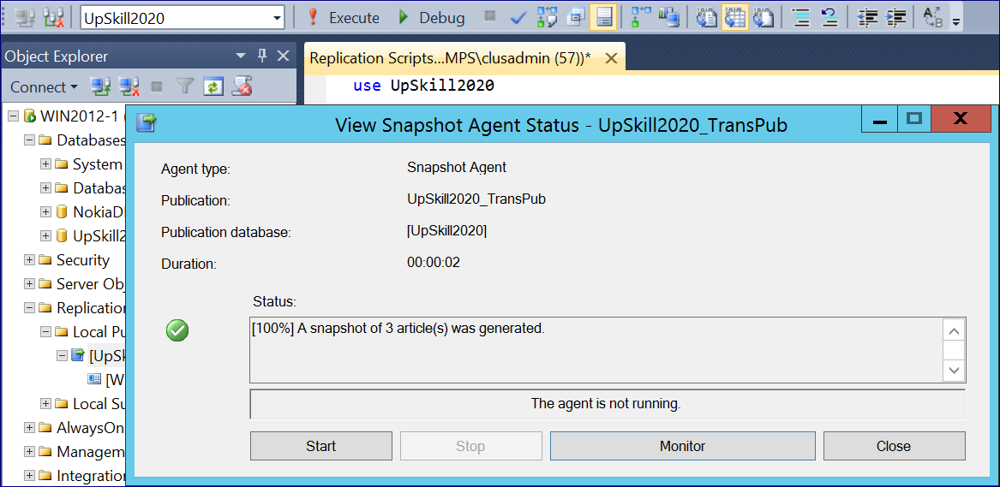 UpSkill2020
Execute
Debug
Object Explorer
Replication Scripts...MPS\clusadmin (57))*
Connect
use UpSkill2020
WIN2012-1 (
Databases
System
Databas
NokiaD
UpSkill2
Security
Server Obj
Replication
Local Pu
[UpSk
[W
Local Su
AlwaysOn
Managem
Integration
View Snapshot Agent Status - UpSkill2020_TransPub
Agent type:
Snapshot Agent
Publication:
UpSkill2020_TransPub
Publication database:
[UpSkill2020]
Duration:
00:00:02
Status:
[100%] A snapshot of 3 article(s) was generated.
The agent is not running.
Start
Stop
Monitor
Close